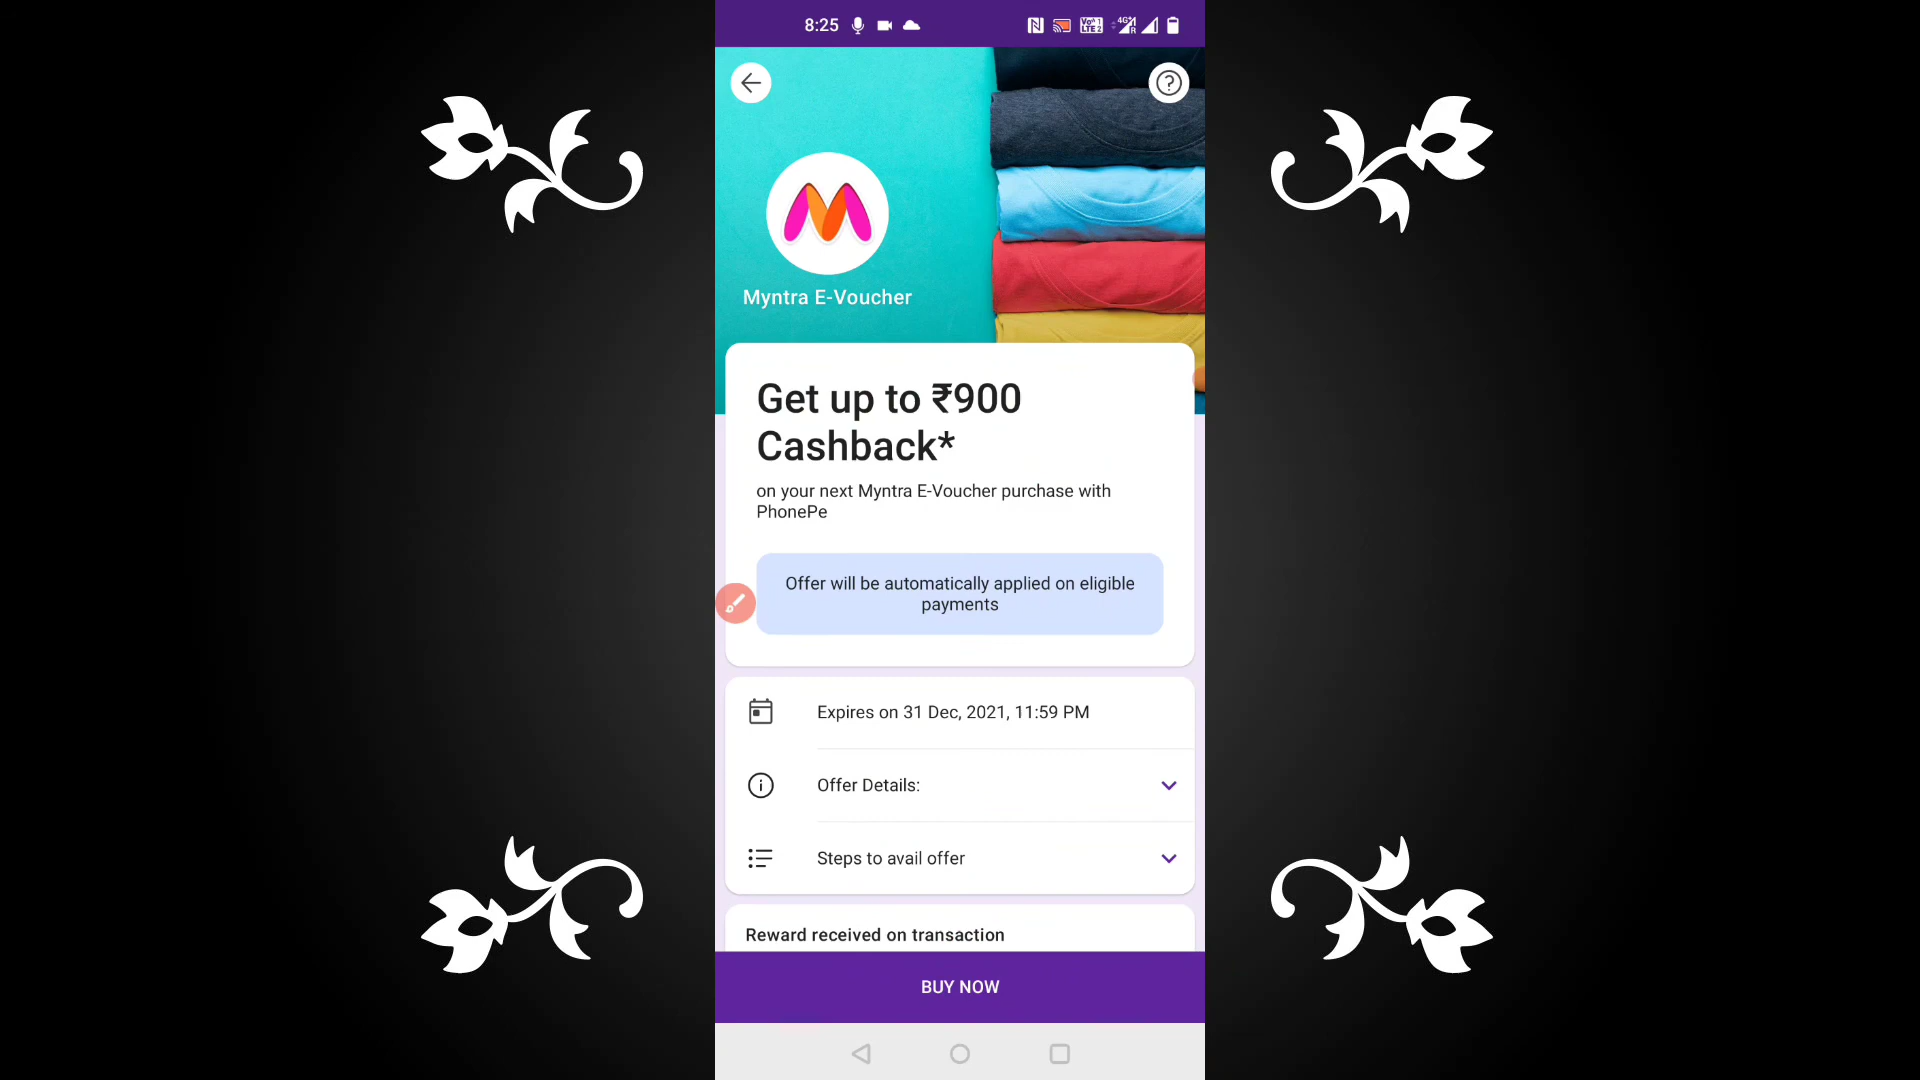 8:25
Myntra E-Voucher
Get up to ₹900
Cashback*
on your next Myntra E-Voucher purchase with
PhonePe
Offer will be automatically applied on eligible
payments
Expires on 31 Dec, 2021, 11:59 PM
Offer Details:
Steps to avail offer
Reward received on transaction
BUY NOW